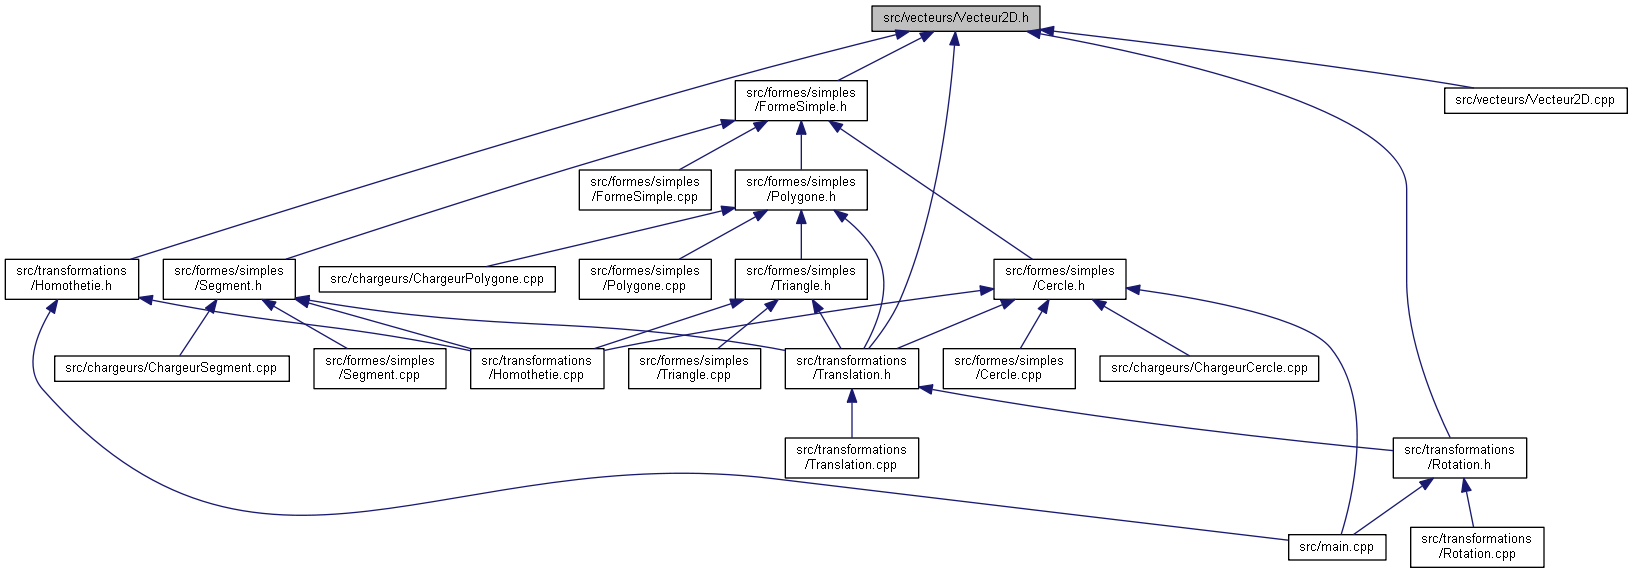 src/vecteurs/Vecteur2D.h
src/formes/simples
/FormeSimple.h
src/vecteurs/Vecteur2D.cpp
src/formes/simples
/FormeSimple.cpp
src/formes/simples
/Polygone.h
src/transformations
/Homothetie.h
src/formes/simples
/Segment.h
src/chargeurs/ChargeurPolygone.cpp
src/formes/simples
/Polygone.cpp
src/formes/simples
/Triangle.h
src/formes/simples
/Cercle.h
src/chargeurs/ChargeurSegment.cpp
src/formes/simples
/Segment.cpp
src/transformations
/Homothetie.cpp
src/formes/simples
/Triangle.cpp
src/transformations
/Translation.h
src/formes/simples
/Cercle.cpp
src/chargeurs/ChargeurCercle.cpp
src/transformations
/Translation.cpp
src/transformations
/Rotation.h
src/main.cpp
src/transformations
/Rotation.cpp